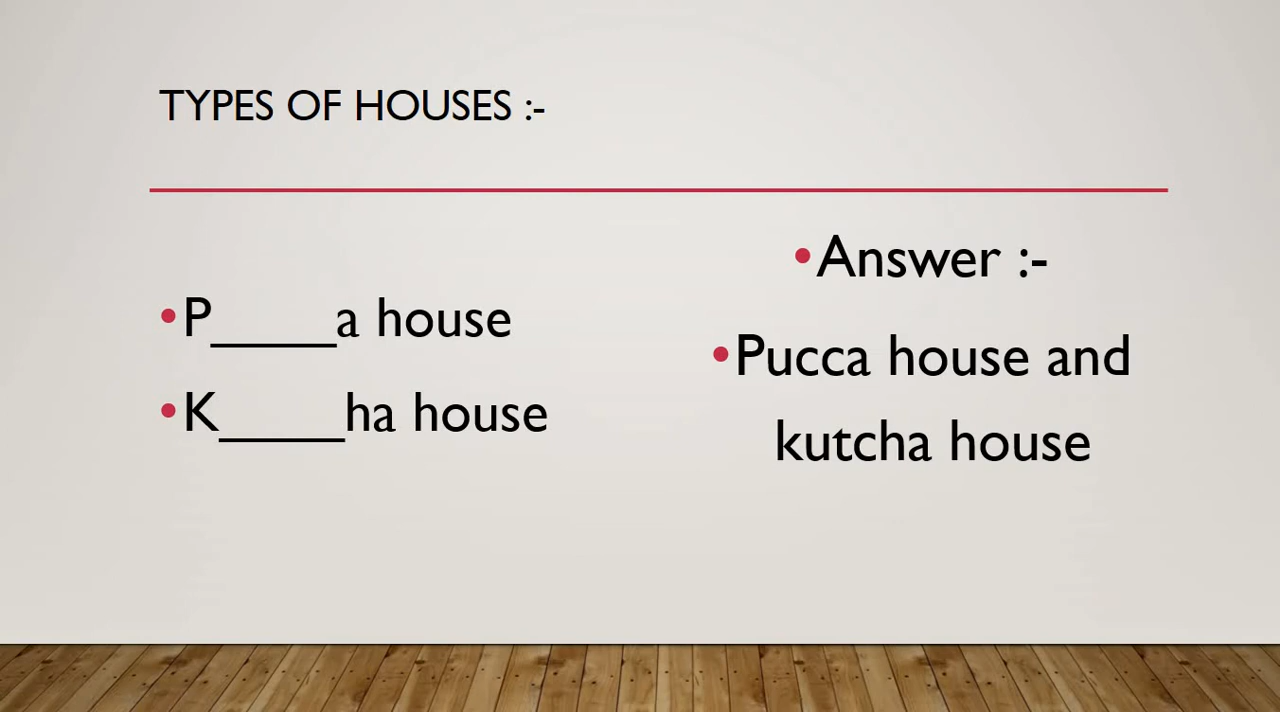 TYPES OF HOUSES :-
•P_____a house
•K_____ha house
•Answer :-
•Pucca house and
kutcha house